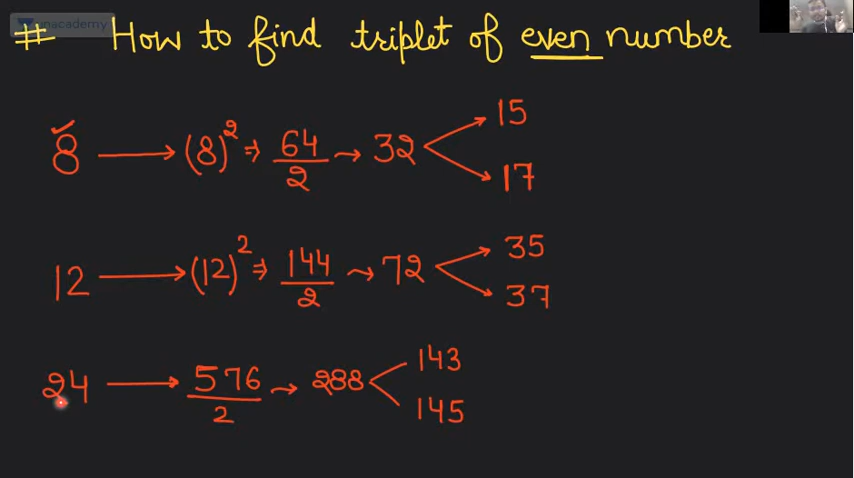 unacademy
# How to find triplet of even number
8 → (8)² ⇒ 64/2 → 32 15
17
12 → (12)² ⇒ 144/2 → 72 35
37
24 → 576/2 → 288 143
145